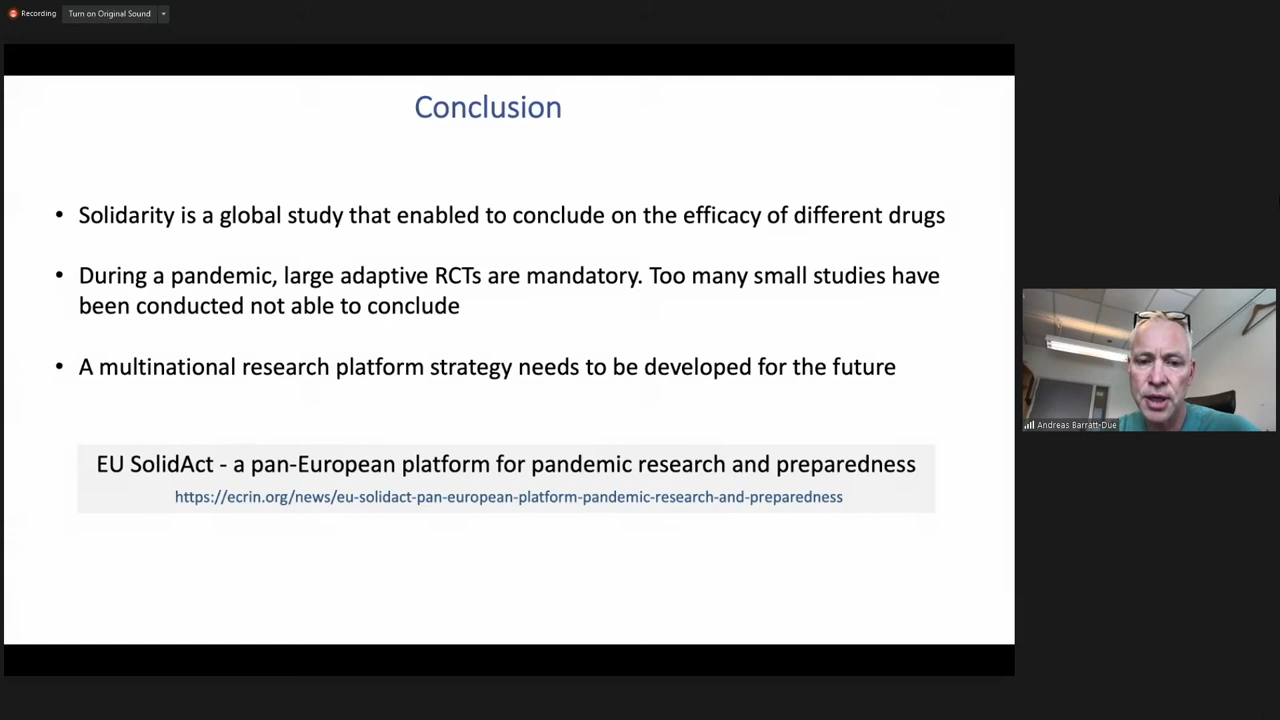 Recording
Turn on Original Sound
Conclusion
• Solidarity is a global study that enabled to conclude on the efficacy of different drugs
• During a pandemic, large adaptive RCTs are mandatory. Too many small studies have
been conducted not able to conclude
• A multinational research platform strategy needs to be developed for the future
EU SolidAct - a pan-European platform for pandemic research and preparedness
https://ecrin.org/news/eu-solidact-pan-european-platform-pandemic-research-and-preparedness
Andreas Barratt-Due